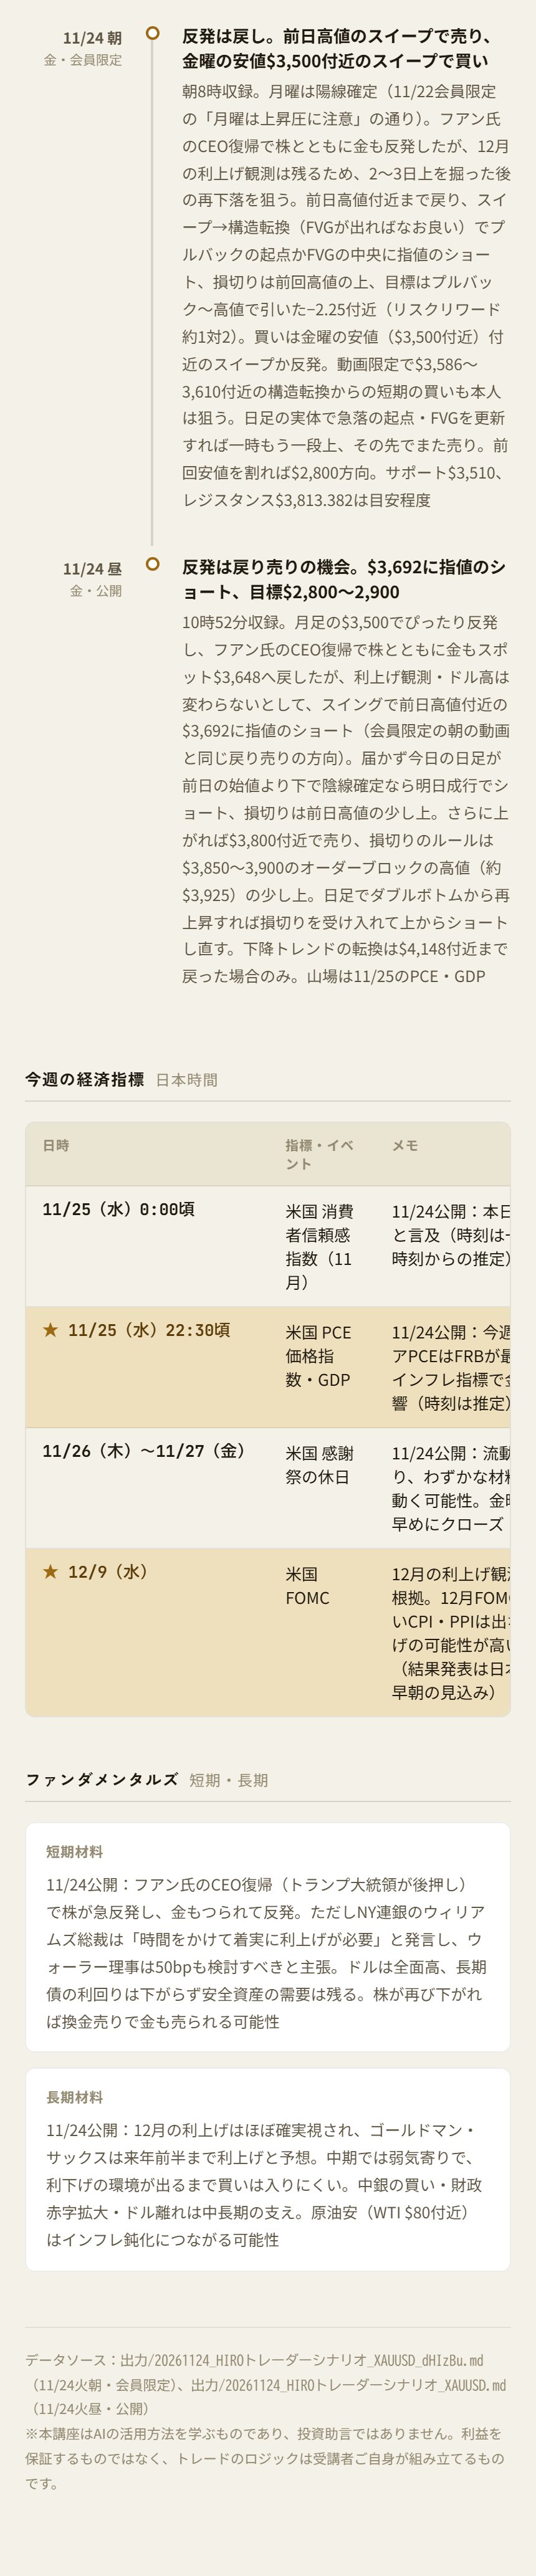 11/24 朝
金・会員限定
反発は戻し。前日高値のスイープで売り、
金曜の安値$3,500付近のスイープで買い
朝8時収録。月曜は陽線確定（11/22会員限定
の「月曜は上昇圧に注意」の通り）。フアン氏
のCEO復帰で株とともに金も反発したが、12月
の利上げ観測は残るため、2〜3日上を掘った後
の再下落を狙う。前日高値付近まで戻り、スイ
ープ→構造転換（FVGが出ればなお良い）でプ
ルバックの起点かFVGの中央に指値のショー
ト、損切りは前回高値の上、目標はプルバッ
ク〜高値で引いた−2.25付近（リスクリワード
約1対2）。買いは金曜の安値（$3,500付近）付
近のスイープか反発。動画限定で$3,586〜
3,610付近の構造転換からの短期の買いも本人
は狙う。日足の実体で急落の起点・FVGを更新
すれば一時もう一段上、その先でまた売り。前
回安値を割れば$2,800方向。サポート$3,510、
レジスタンス$3,813.382は目安程度
11/24 昼
金・公開
反発は戻り売りの機会。$3,692に指値のシ
ョート、目標$2,800〜2,900
10時52分収録。月足の$3,500でぴったり反発
し、フアン氏のCEO復帰で株とともに金もスポ
ット$3,648へ戻したが、利上げ観測・ドル高は
変わらないとして、スイングで前日高値付近の
$3,692に指値のショート（会員限定の朝の動画
と同じ戻り売りの方向）。届かず今日の日足が
前日の始値より下で陰線確定なら明日成行でシ
ョート、損切りは前日高値の少し上。さらに上
がれば$3,800付近で売り、損切りのルールは
$3,850〜3,900のオーダーブロックの高値（約
$3,925）の少し上。日足でダブルボトムから再
上昇すれば損切りを受け入れて上からショート
し直す。下降トレンドの転換は$4,148付近まで
戻った場合のみ。山場は11/25のPCE・GDP
今週の経済指標 日本時間
日時
指標・イベ
ント
メモ
11/25（水）0:00頃
米国 消費
者信頼感
指数（11
月）
11/24公開：本日
と言及（時刻は
時刻からの推定）
★ 11/25（水）22:30頃
米国 PCE
価格指
数・GDP
11/24公開：今週
アPCEはFRBが最
インフレ指標で金
響（時刻は推定）
11/26（木）〜11/27（金）
米国 感謝
祭の休日
11/24公開：流動
り、わずかな材料
動く可能性。金曜
早めにクローズ
★ 12/9（水）
米国
FOMC
12月の利上げ観測
根拠。12月FOMC
いCPI・PPIは出な
げの可能性が高い
（結果発表は日本
早朝の見込み）
ファンダメンタルズ 短期・長期
短期材料
11/24公開：フアン氏のCEO復帰（トランプ大統領が後押し）
で株が急反発し、金もつられて反発。ただしNY連銀のウィリア
ムズ総裁は「時間をかけて着実に利上げが必要」と発言し、ウ
ォーラー理事は50bpも検討すべきと主張。ドルは全面高、長期
債の利回りは下がらず安全資産の需要は残る。株が再び下がれ
ば換金売りで金も売られる可能性
長期材料
11/24公開：12月の利上げはほぼ確実視され、ゴールドマン・
サックスは来年前半まで利上げと予想。中期では弱気寄りで、
利下げの環境が出るまで買いは入りにくい。中銀の買い・財政
赤字拡大・ドル離れは中長期の支え。原油安（WTI $80付近）
はインフレ鈍化につながる可能性
データソース：出力/20261124_HIROトレーダーシナリオ_XAUUSD_dHIzBu.md
（11/24火朝・会員限定）、出力/20261124_HIROトレーダーシナリオ_XAUUSD.md
（11/24火昼・公開）
※本講座はAIの活用方法を学ぶものであり、投資助言ではありません。利益を
保証するものではなく、トレードのロジックは受講者ご自身が組み立てるもの
です。